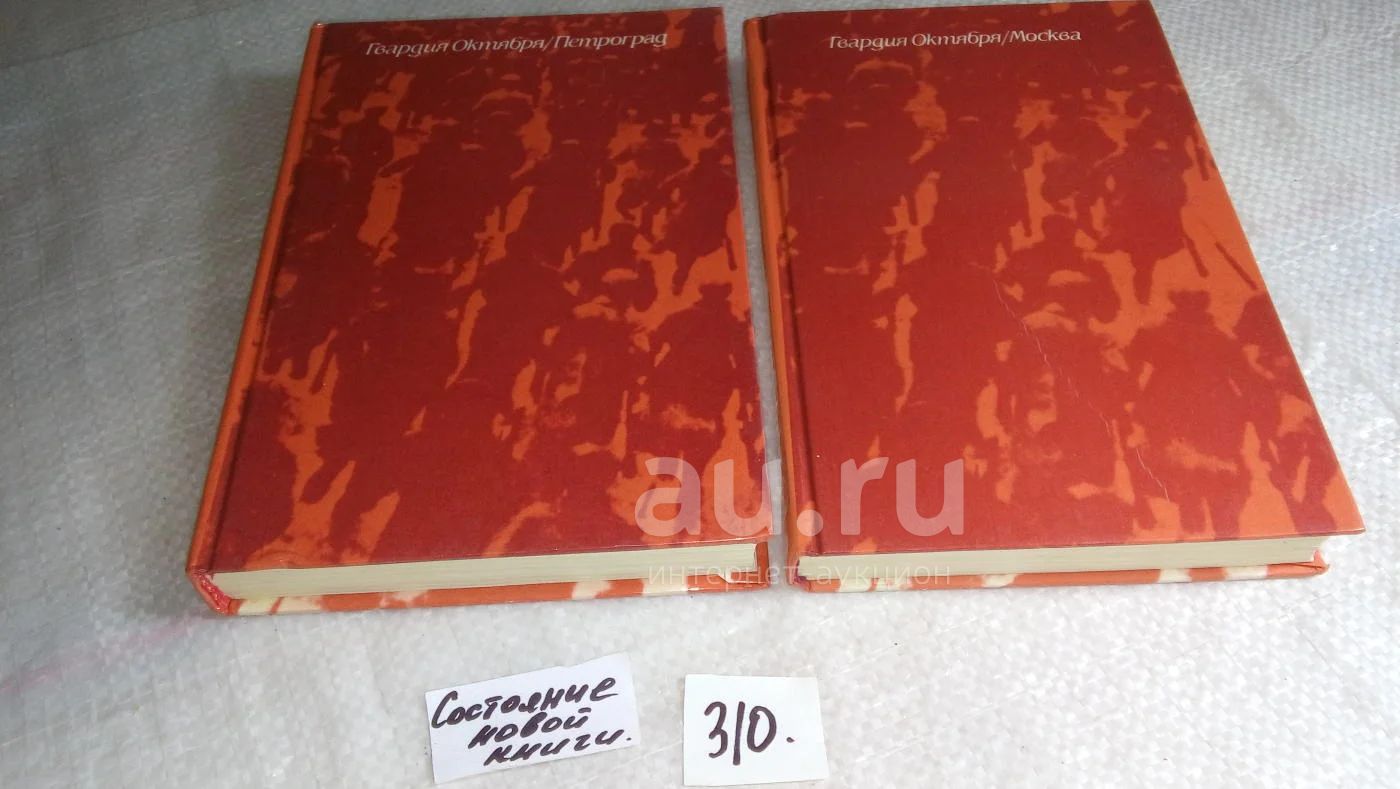 Гвардия Октября/Петроград
Гвардия Октября/Москва
au.ru
интернет аукцион
Состояние
новой
книги.
310.